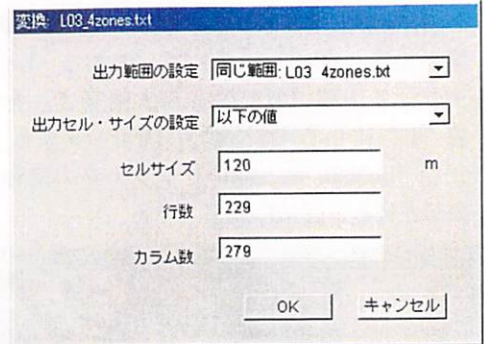 変換: L03_4zones.txt
出力範囲の設定 同じ範囲: L03 4zones.txt
出力セル・サイズの設定 以下の値
セルサイズ 120 m
行数 229
カラム数 279
OK キャンセル